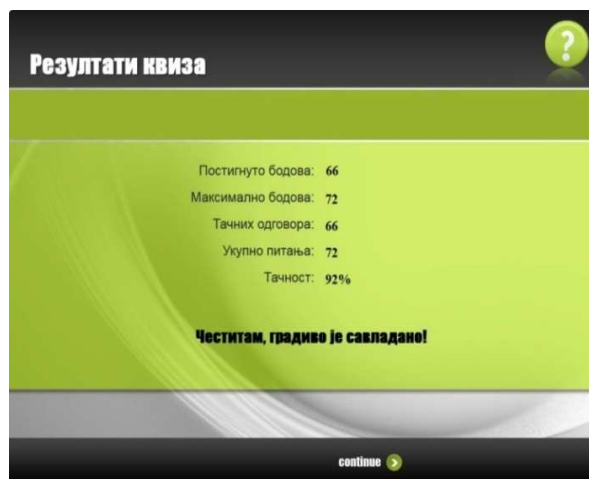 Резултати квиза
?
Постигнуто бодова: 66
Максимално бодова: 72
Тачних одговора: 66
Укупно питања: 72
Тачност: 92%
Честитам, градиво је савладано!
continue